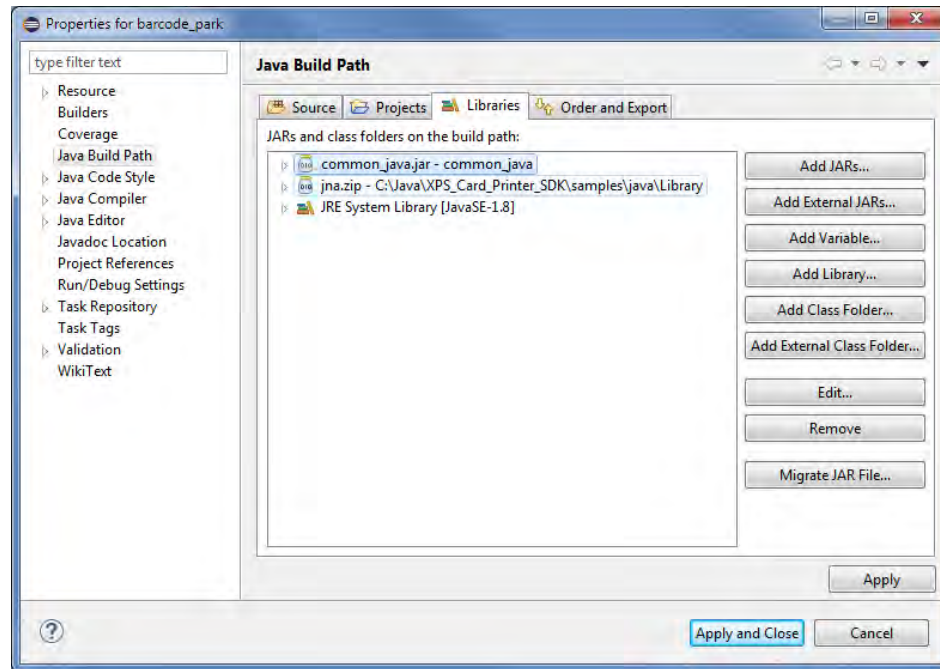 Properties for barcode_park
type filter text
Resource
Builders
Coverage
Java Build Path
Java Code Style
Java Compiler
Java Editor
Javadoc Location
Project References
Run/Debug Settings
Task Repository
Task Tags
Validation
WikiText
Java Build Path
Source Projects Libraries Order and Export
JARs and class folders on the build path:
common_java.jar - common_java
jna.zip - C:\Java\XPS_Card_Printer_SDK\samples\java\Library
JRE System Library [JavaSE-1.8]
Add JARs...
Add External JARs...
Add Variable...
Add Library...
Add Class Folder...
Add External Class Folder...
Edit...
Remove
Migrate JAR File...
Apply
Apply and Close Cancel